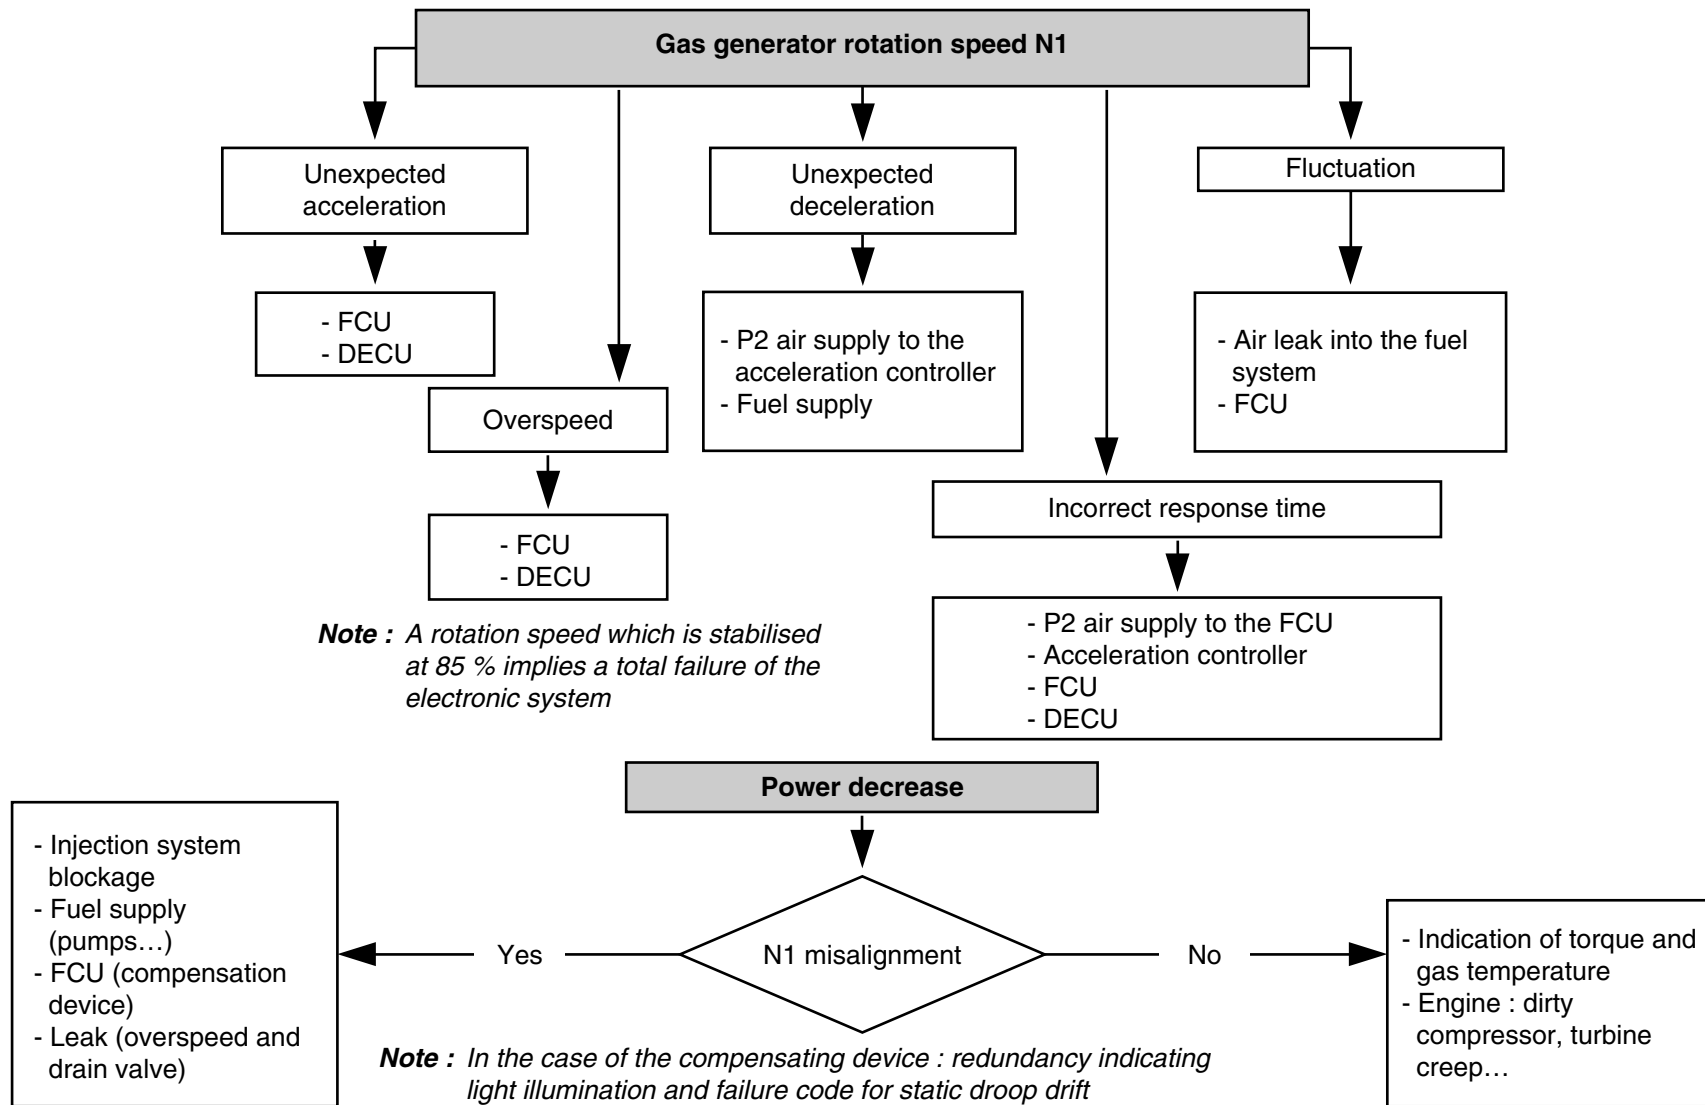 Gas generator rotation speed N1
Unexpected
acceleration
Unexpected
deceleration
Fluctuation
- FCU
- DECU
- P2 air supply to the
acceleration controller
- Fuel supply
- Air leak into the fuel
system
- FCU
Overspeed
Incorrect response time
- FCU
- DECU
- P2 air supply to the FCU
- Acceleration controller
- FCU
- DECU
Note : A rotation speed which is stabilised
at 85 % implies a total failure of the
electronic system
Power decrease
N1 misalignment
Yes
No
- Injection system
blockage
- Fuel supply
(pumps…)
- FCU (compensation
device)
- Leak (overspeed and
drain valve)
- Indication of torque and
gas temperature
- Engine : dirty
compressor, turbine
creep…
Note : In the case of the compensating device : redundancy indicating
light illumination and failure code for static droop drift